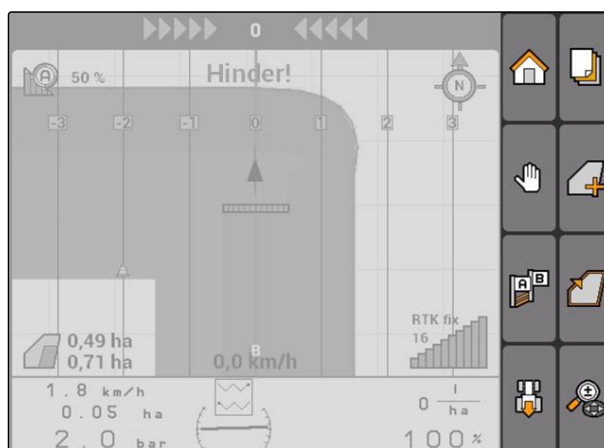 0
A
50 %
Hinder!
N
-3 -2 -1 0 1 2 3
A B
RTK fix
16
0,49 ha
0,71 ha
0,0 km/h
B
1.8 km/h
0.05 ha
2.0 bar
0 l/ha
100 %